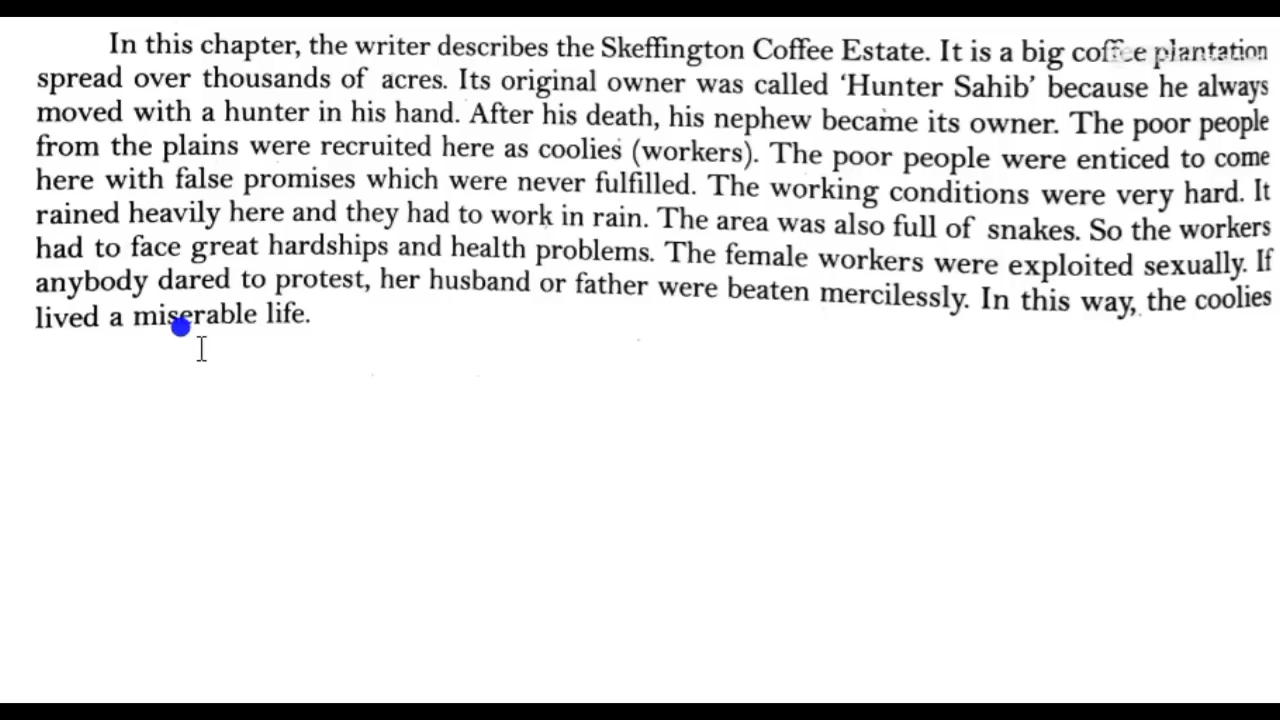 In this chapter, the writer describes the Skeffington Coffee Estate. It is a big coffee plantation
spread over thousands of acres. Its original owner was called ‘Hunter Sahib’ because he always
moved with a hunter in his hand. After his death, his nephew became its owner. The poor people
from the plains were recruited here as coolies (workers). The poor people were enticed to come
here with false promises which were never fulfilled. The working conditions were very hard. It
rained heavily here and they had to work in rain. The area was also full of snakes. So the workers
had to face great hardships and health problems. The female workers were exploited sexually. If
anybody dared to protest, her husband or father were beaten mercilessly. In this way, the coolies
lived a miserable life.